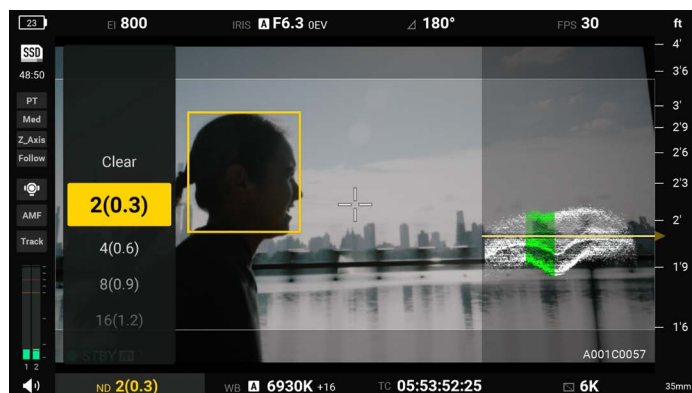 23
EI 800
IRIS A F6.3 0EV
180°
FPS 30
ft
SSD
48:50
PT
Med
Z_Axis
Follow
AMF
Track
1 2
Clear
2(0.3)
4(0.6)
8(0.9)
16(1.2)
STBY
4'
3'6
3'
2'9
2'6
2'3
2'
1'9
1'6
A001C0057
ND 2(0.3)
WB A 6930K +16
TC 05:53:52:25
6K
35mm